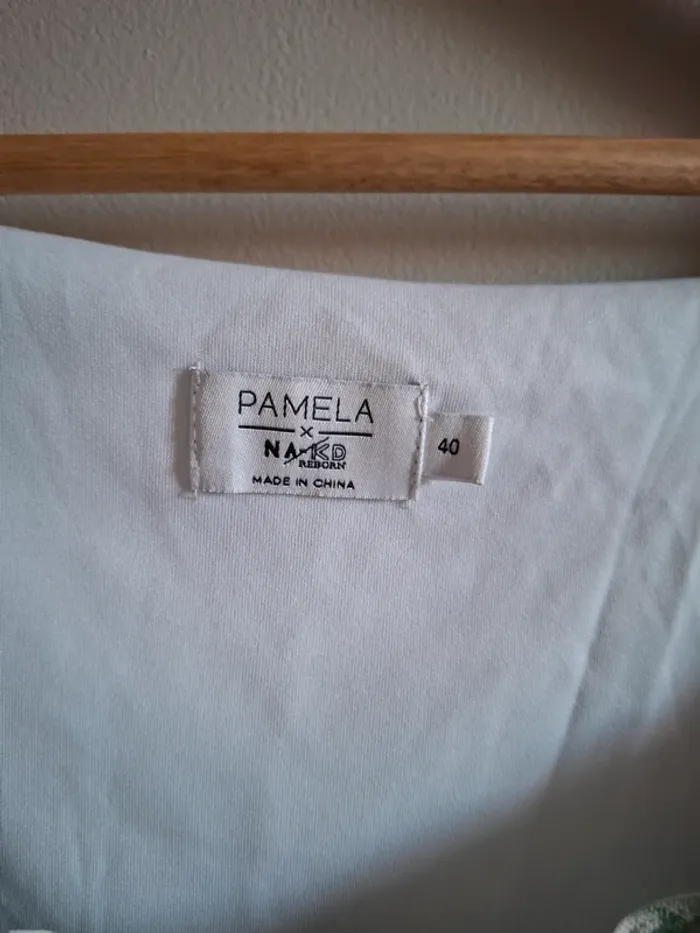 PAMELA
×
NA-KD
REBORN
MADE IN CHINA
40